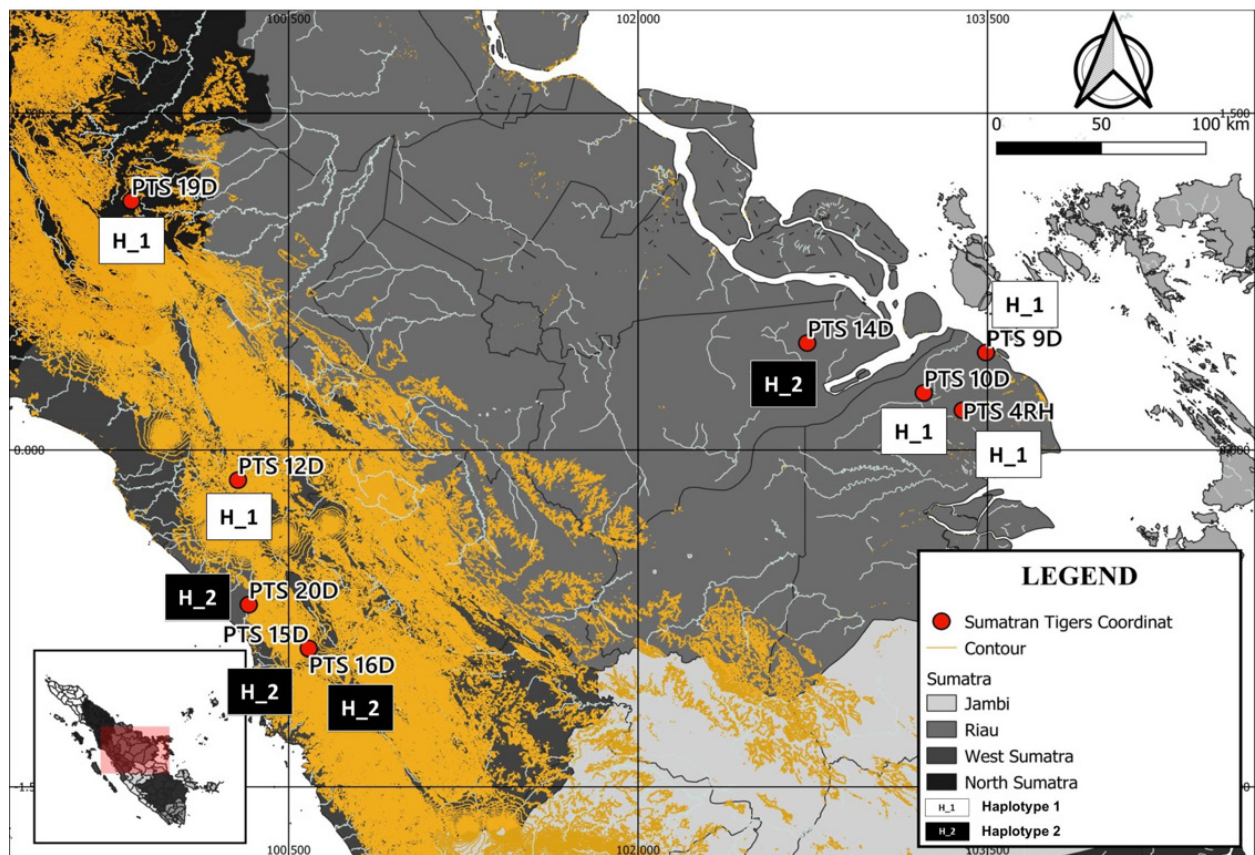 100.500
102.000
103.500
1.500
0
50
100 km
PTS 19D
H_1
H_1
PTS 14D
PTS 9D
H_2
PTS 10D
PTS 4RH
H_1
H_1
0.000
PTS 12D
H_1
H_2
PTS 20D
PTS 15D
PTS 16D
H_2
H_2
LEGEND
Sumatran Tigers Coordinat
Contour
Sumatra
Jambi
Riau
West Sumatra
North Sumatra
H_1 Haplotype 1
H_2 Haplotype 2
100.500
102.000
103.500